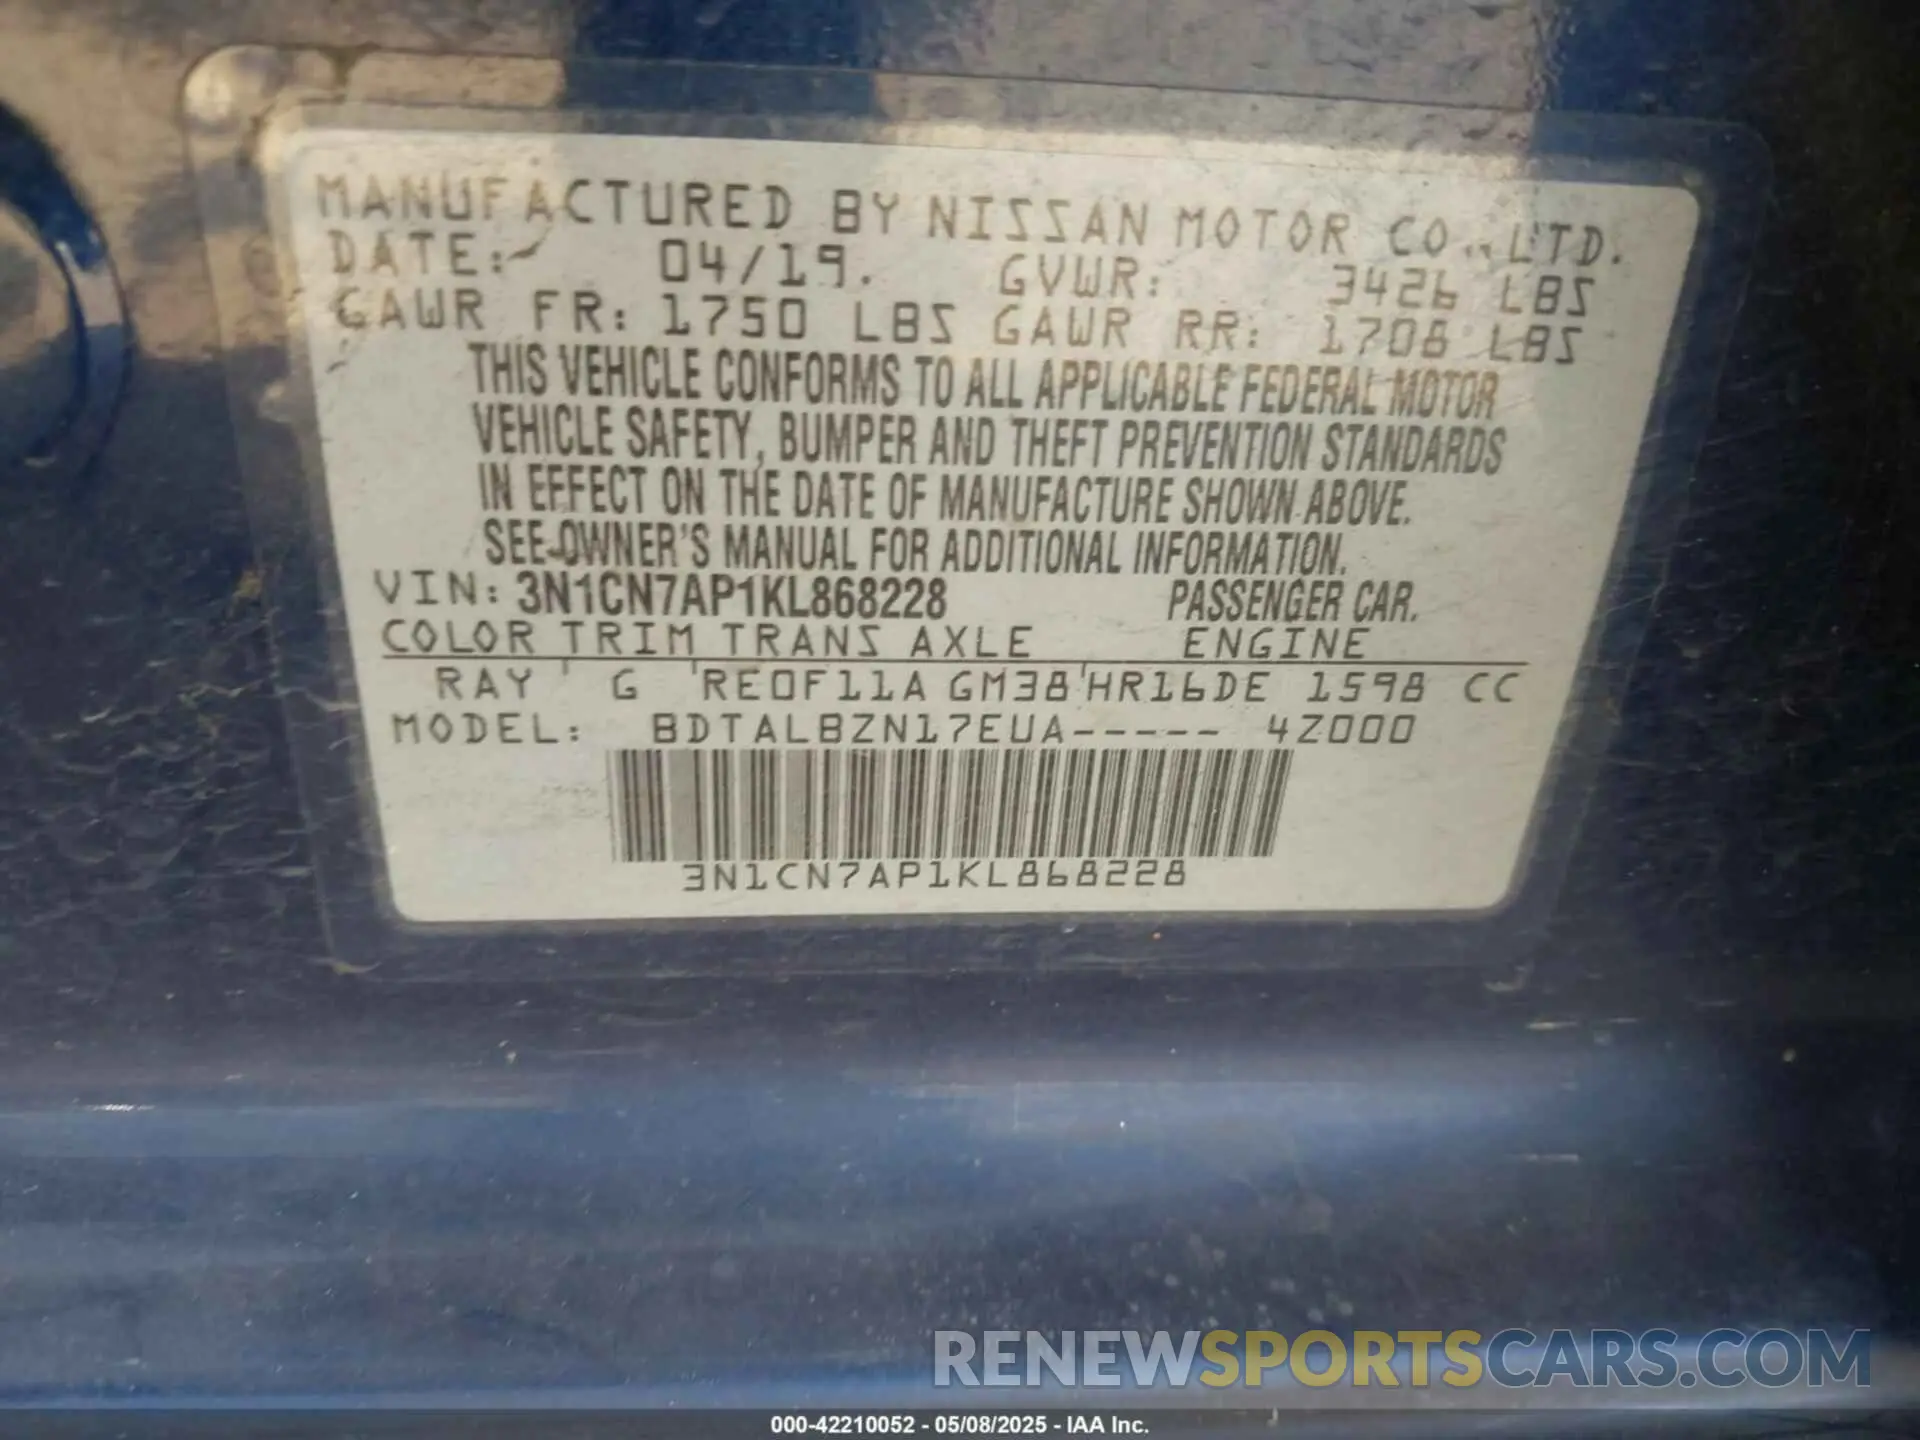 MANUFACTURED BY NISSAN MOTOR CO., LTD.
DATE: 04/19. GVWR: 3426 LBS
GAWR FR: 1750 LBS GAWR RR: 1708 LBS
THIS VEHICLE CONFORMS TO ALL APPLICABLE FEDERAL MOTOR
VEHICLE SAFETY, BUMPER AND THEFT PREVENTION STANDARDS
IN EFFECT ON THE DATE OF MANUFACTURE SHOWN ABOVE.
SEE OWNER'S MANUAL FOR ADDITIONAL INFORMATION.
VIN: 3N1CN7AP1KL868228 PASSENGER CAR.
COLOR TRIM TRANS AXLE ENGINE
RAY G RE0F11A GM38 HR16DE 1598 CC
MODEL: BDTALBZN17EUA----- 4Z000
3N1CN7AP1KL868228
RENEWSPORTSCARS.COM
000-42210052 - 05/08/2025 - IAA Inc.